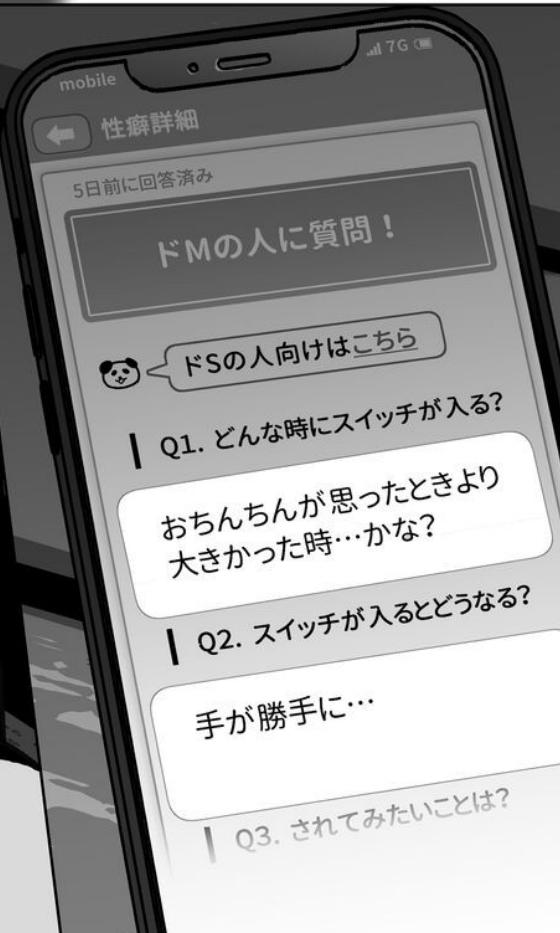 mobile
7G
性癖詳細
5日前に回答済み
ドMの人に質問！
ドSの人向けはこちら
Q1. どんな時にスイッチが入る？
おちんちんが思ったときより
大きかった時…かな？
Q2. スイッチが入るとどうなる？
手が勝手に…
Q3. されてみたいことは？